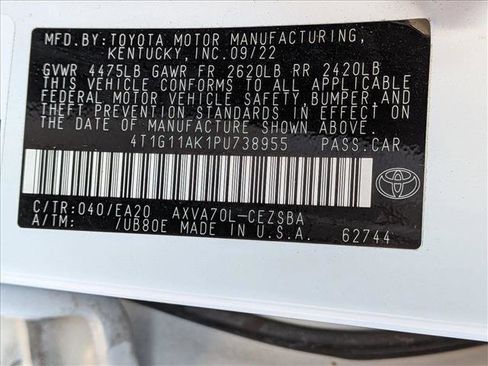 MFD.BY:TOYOTA MOTOR MANUFACTURING,
KENTUCKY,INC.09/22
GVWR 4475LB GAWR FR 2620LB RR 2420LB
THIS VEHICLE CONFORMS TO ALL APPLICABLE
FEDERAL MOTOR VEHICLE SAFETY,BUMPER,AND
THEFT PREVENTION STANDARDS IN EFFECT ON
THE DATE OF MANUFACTURE SHOWN ABOVE.
4T1G11AK1PU738955 PASS.CAR
C/TR:040/EA20 AXVA70L-CEZSBA
A/TM: /UB80E MADE IN U.S.A. 62744